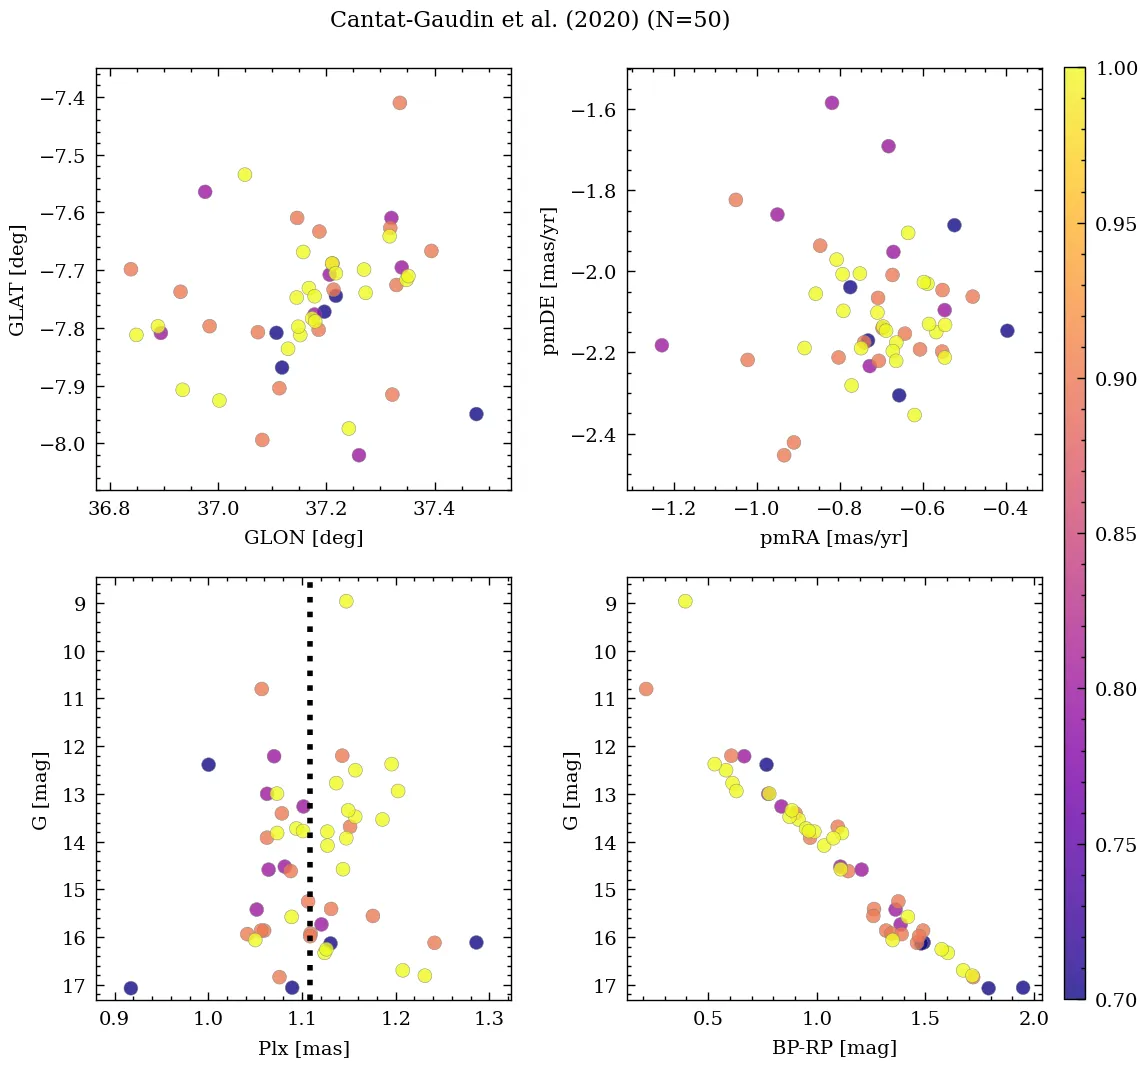 Cantat-Gaudin et al. (2020) (N=50)
GLAT [deg]
−7.4
−7.5
−7.6
−7.7
−7.8
−7.9
−8.0
36.8 37.0 37.2 37.4
GLON [deg]
pmDE [mas/yr]
−1.6
−1.8
−2.0
−2.2
−2.4
−1.2 −1.0 −0.8 −0.6 −0.4
pmRA [mas/yr]
G [mag]
9
10
11
12
13
14
15
16
17
0.9 1.0 1.1 1.2 1.3
Plx [mas]
G [mag]
9
10
11
12
13
14
15
16
17
0.5 1.0 1.5 2.0
BP-RP [mag]
1.00
0.95
0.90
0.85
0.80
0.75
0.70